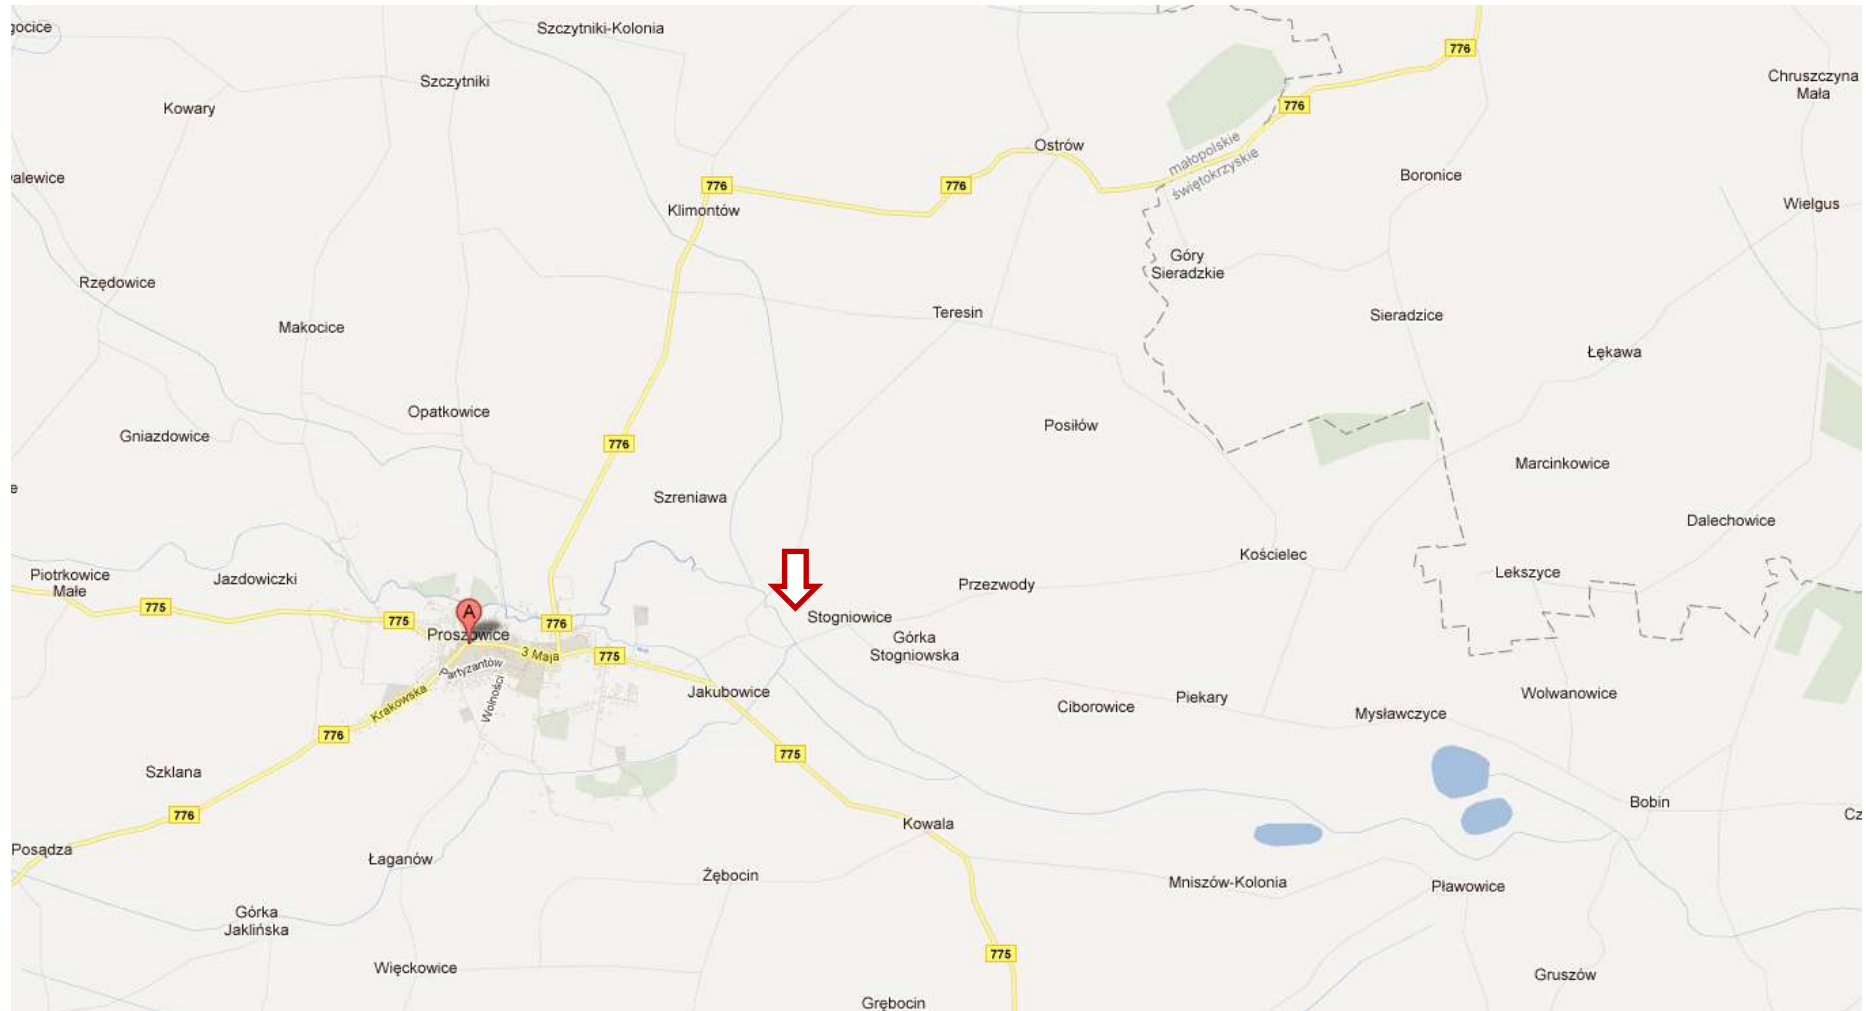 Szczytniki-Kolonia
776
Szczytniki
Chruszczyna
Mała
Kowary
776
Ostrów
małopolskie
świętokrzyskie
Boronice
776
776
Klimontów
Wielgus
Góry
Sieradzkie
Rzędowice
Teresin
Sieradzice
Makocice
Łękawa
Opatkowice
Posiłów
Gniazdowice
776
Marcinkowice
Szreniawa
Dalechowice
Kościelec
Piotrkowice
Małe
Jazdowiczki
Przezwody
Lekszyce
775
775
A
Proszowice
776
Stogniowice
Górka
Stogniowska
3 Maja
775
Partyzantów
Wolności
Krakowska
Jakubowice
Ciborowice
Piekary
Wolwanowice
Mysławczyce
776
775
Szklana
776
Bobin
Kowala
Posądza
Łaganów
Żębocin
Mniszów-Kolonia
Pławowice
Górka
Jaklińska
775
Więckowice
Gruszów
Grębocin